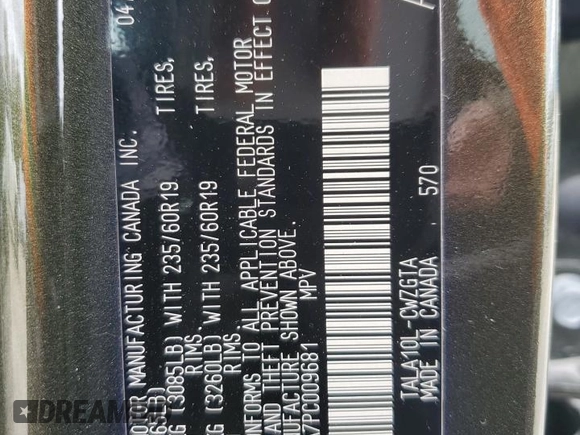 04
OTOR MANUFACTURING CANADA INC.
G (3085LB) WITH 235/60R19 TIRES,
RIMS,
G (3260LB) WITH 235/60R19 TIRES,
RIMS,
NFORMS TO ALL APPLICABLE FEDERAL MOTOR
AND THEFT PREVENTION STANDARDS IN EFFECT
UFACTURE SHOWN ABOVE.
7PC009681 MPV
TALA10L-CWZGTA
MADE IN CANADA 570
DREAM